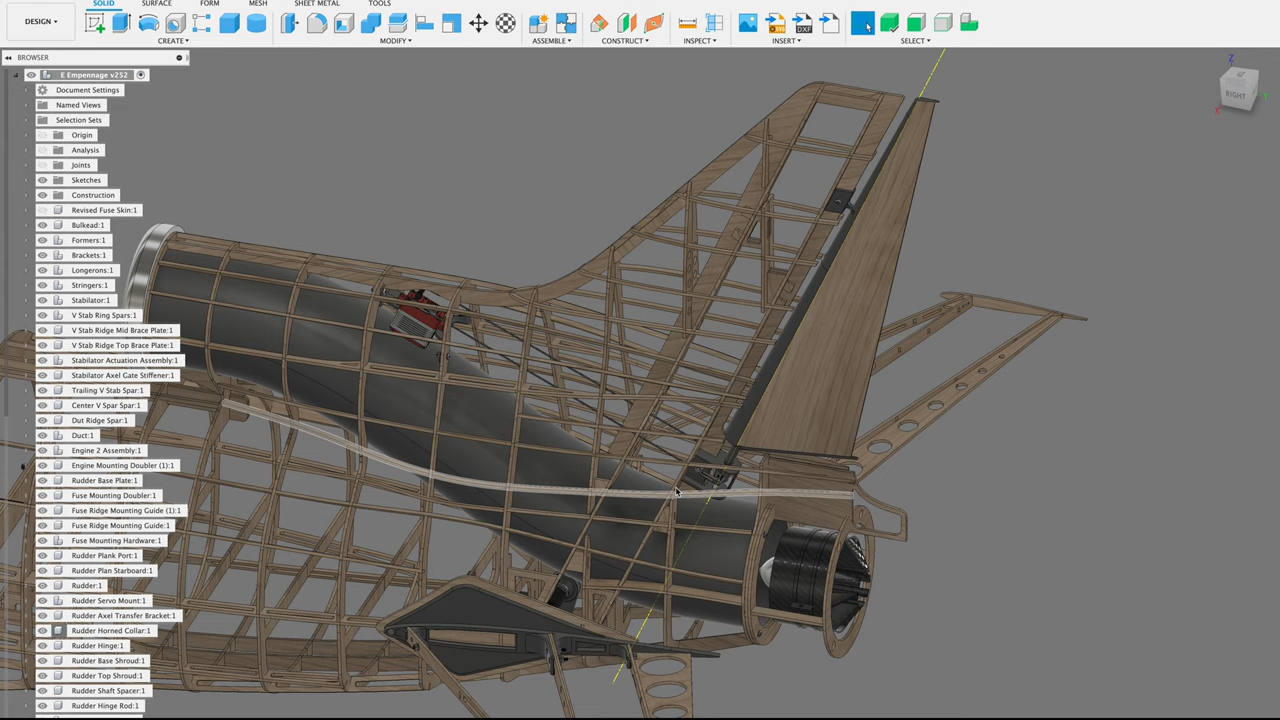 SOLID SURFACE FORM MESH SHEET METAL TOOLS
DESIGN
CREATE MODIFY ASSEMBLE CONSTRUCT INSPECT INSERT SELECT
BROWSER
E Empennage v252
Document Settings
Named Views
Selection Sets
Origin
Analysis
Joints
Sketches
Construction
Revised Fuse Skin:1
Bulkead:1
Formers:1
Brackets:1
Longerons:1
Stringers:1
Stabilator:1
V Stab Ring Spars:1
V Stab Ridge Mid Brace Plate:1
V Stab Ridge Top Brace Plate:1
Stabilator Actuation Assembly:1
Stabilator Axel Gate Stiffener:1
Trailing V Stab Spar:1
Center V Spar Spar:1
Dut Ridge Spar:1
Duct:1
Engine 2 Assembly:1
Engine Mounting Doubler (1):1
Rudder Base Plate:1
Fuse Mounting Doubler:1
Fuse Ridge Mounting Guide (1):1
Fuse Ridge Mounting Guide:1
Fuse Mounting Hardware:1
Rudder Plank Port:1
Rudder Plan Starboard:1
Rudder:1
Rudder Servo Mount:1
Rudder Axel Transfer Bracket:1
Rudder Horned Collar:1
Rudder Hinge:1
Rudder Base Shroud:1
Rudder Top Shroud:1
Rudder Shaft Spacer:1
Rudder Hinge Rod:1
Z
RIGHT
Y
X